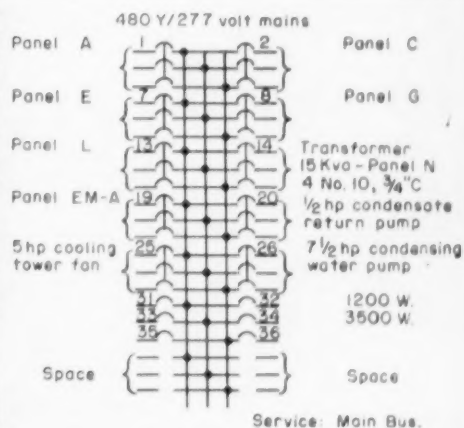 480 Y/277 volt mains
Panel A 1 2 Panel C
Panel E 7 8 Panel G
Panel L 13 14 Transformer
15 Kva - Panel N
4 No. 10, 3/4" C
Panel EM-A 19 20 1/2 hp condensate
return pump
5 hp cooling 25 26 7 1/2 hp condensing
tower fan water pump
31 32 1200 W.
33 34 3500 W.
35 36
Space Space
Service: Main Bus.